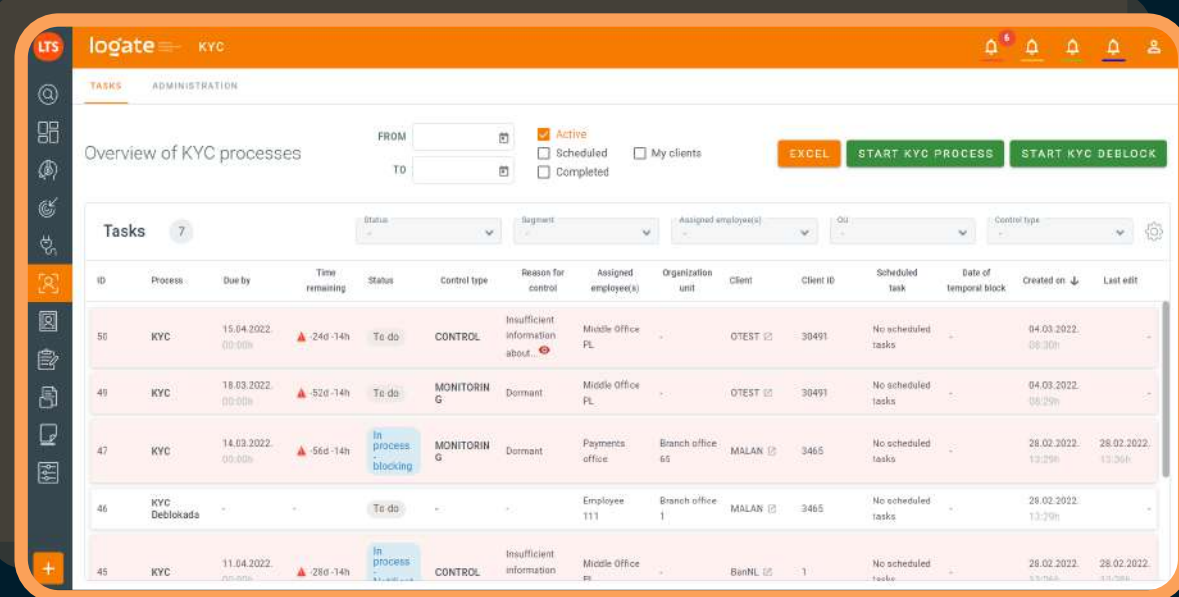 LTS
logate KYC
6
TASKS ADMINISTRATION
Overview of KYC processes
FROM
TO
Active
Scheduled
Completed
My clients
EXCEL
START KYC PROCESS
START KYC DEBLOCK
Tasks 7
Status
-
Segment
-
Assigned employee(s)
-
OU
-
Control type
-
ID
Process
Due by
Time
remaining
Status
Control type
Reason for
control
Assigned
employee(s)
Organization
unit
Client
Client ID
Scheduled
task
Date of
temporal block
Created on
Last edit
50
KYC
15.04.2022.
00:00h
-24d -14h
To do
CONTROL
Insufficient
information
about...
Middle Office
PL
-
OTEST
30491
No scheduled
tasks
-
04.03.2022.
08:30h
-
49
KYC
18.03.2022.
00:00h
-52d -14h
To do
MONITORIN
G
Dormant
Middle Office
PL
-
OTEST
30491
No scheduled
tasks
-
04.03.2022.
08:29h
-
47
KYC
14.03.2022.
00:00h
-56d -14h
In
process
-
blocking
MONITORIN
G
Dormant
Payments
office
Branch office
65
MALAN
3465
No scheduled
tasks
-
28.02.2022.
13:29h
28.02.2022.
13:36h
46
KYC
Deblokada
-
-
To do
-
-
Employee
111
Branch office
1
MALAN
3465
No scheduled
tasks
-
28.02.2022.
13:29h
-
45
KYC
11.04.2022.
-28d -14h
In
process
-
CONTROL
Insufficient
information
Middle Office
PL
-
BanNL
1
No scheduled
tasks
-
28.02.2022.
28.02.2022.